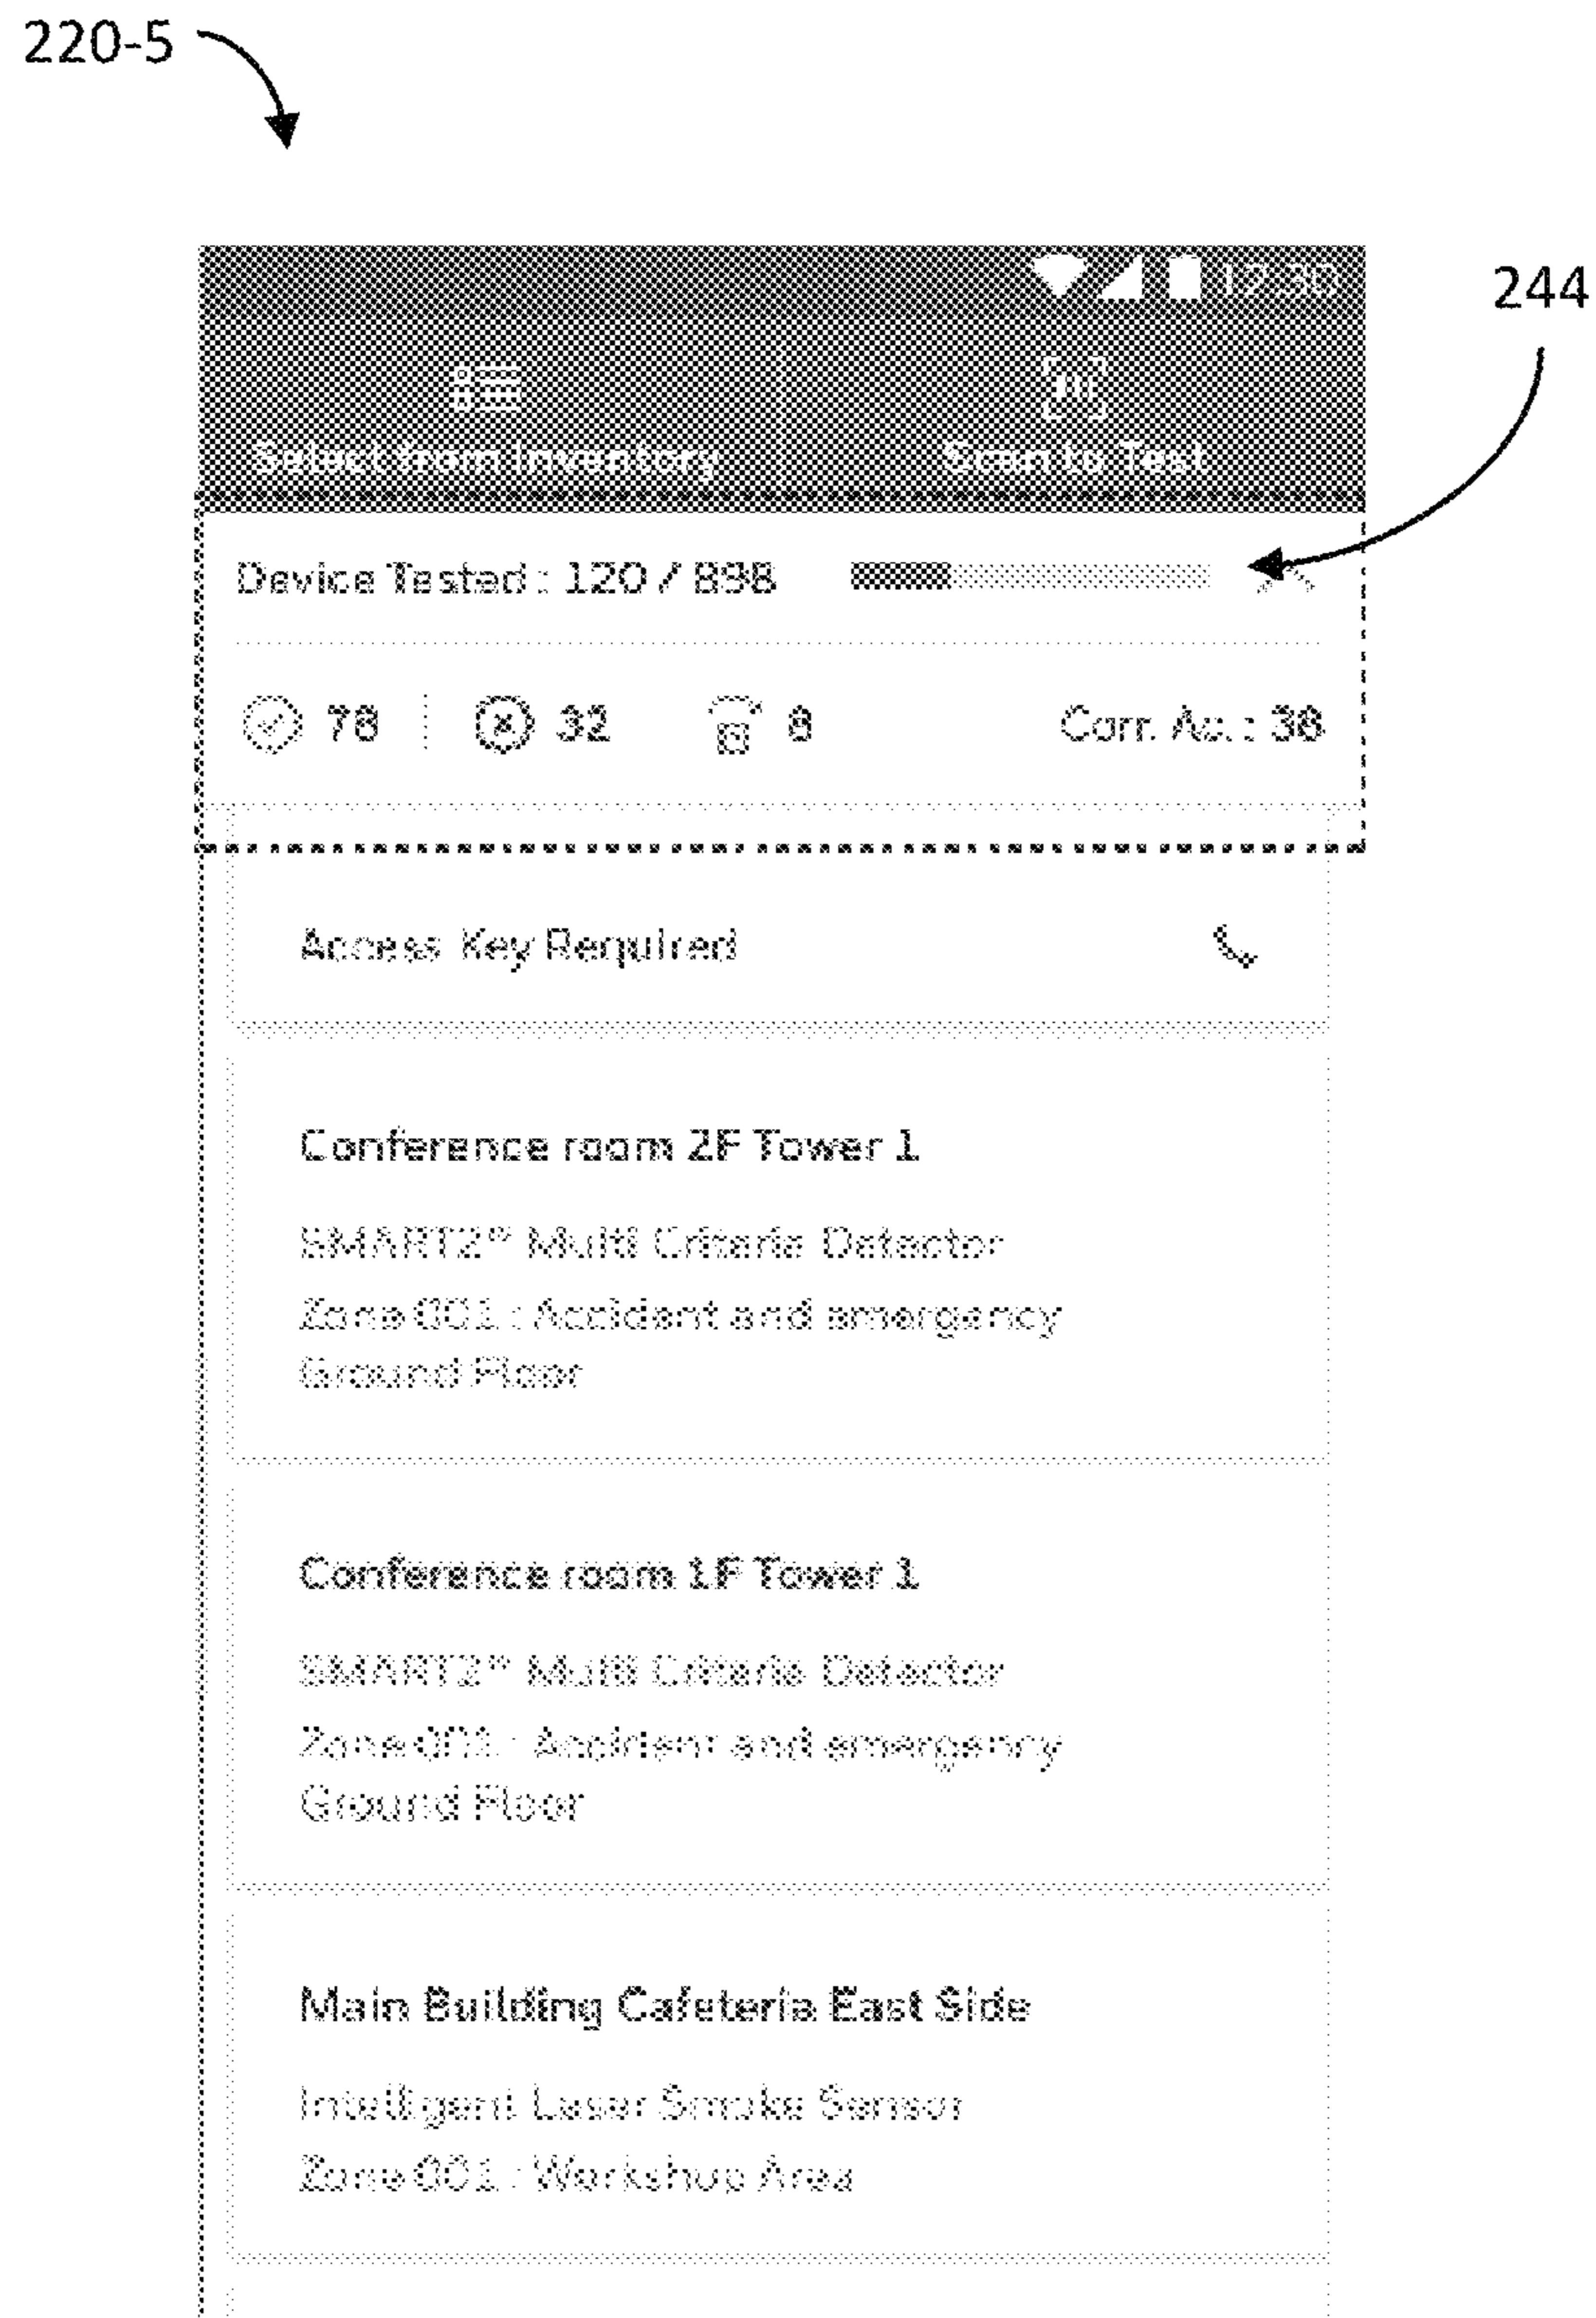 220-5
12:30
244
Select from Inventory
Scan to Test
Device Tested : 120 / 898
78
32
8
Corr. Ac. : 38
Access Key Required
Conference room 2F Tower 1
SMART2™ Multi Criteria Detector
Zone 001 : Accident and emergency
Ground Floor
Conference room 1F Tower 1
SMART2™ Multi Criteria Detector
Zone 001 : Accident and emergency
Ground Floor
Main Building Cafeteria East Side
Intelligent Laser Smoke Sensor
Zone 001 : Workshop Area